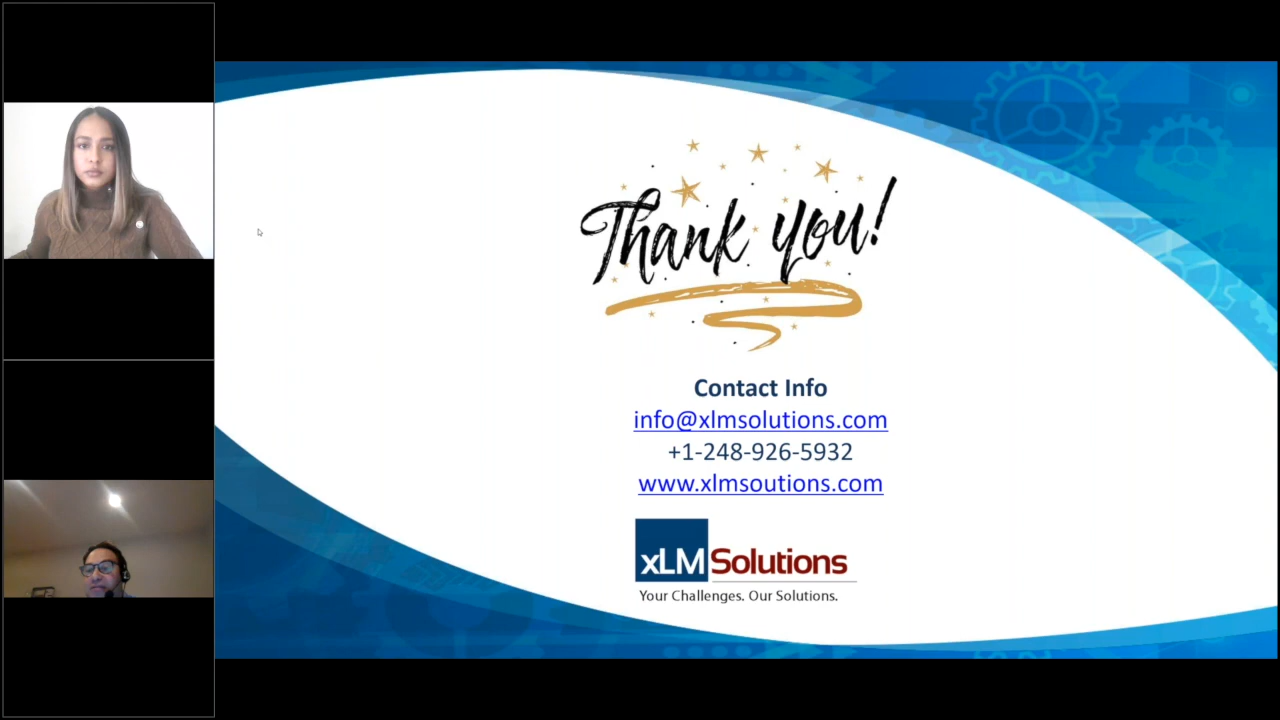 Thank you!
Contact Info
info@xlmsolutions.com
+1-248-926-5932
www.xlmsoutions.com
xLM Solutions
Your Challenges. Our Solutions.